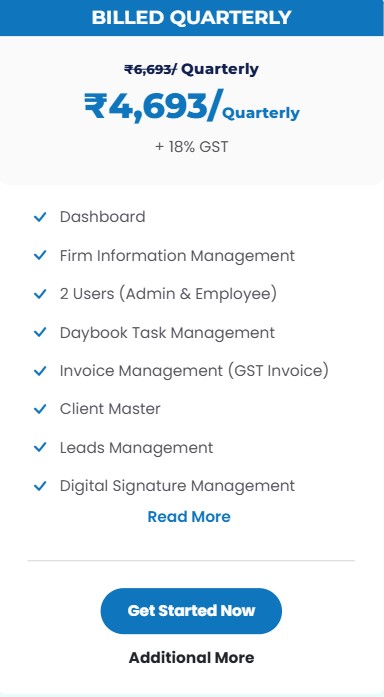 BILLED QUARTERLY
₹6,693/ Quarterly
₹4,693/Quarterly
+ 18% GST
Dashboard
Firm Information Management
2 Users (Admin & Employee)
Daybook Task Management
Invoice Management (GST Invoice)
Client Master
Leads Management
Digital Signature Management
Read More
Get Started Now
Additional More